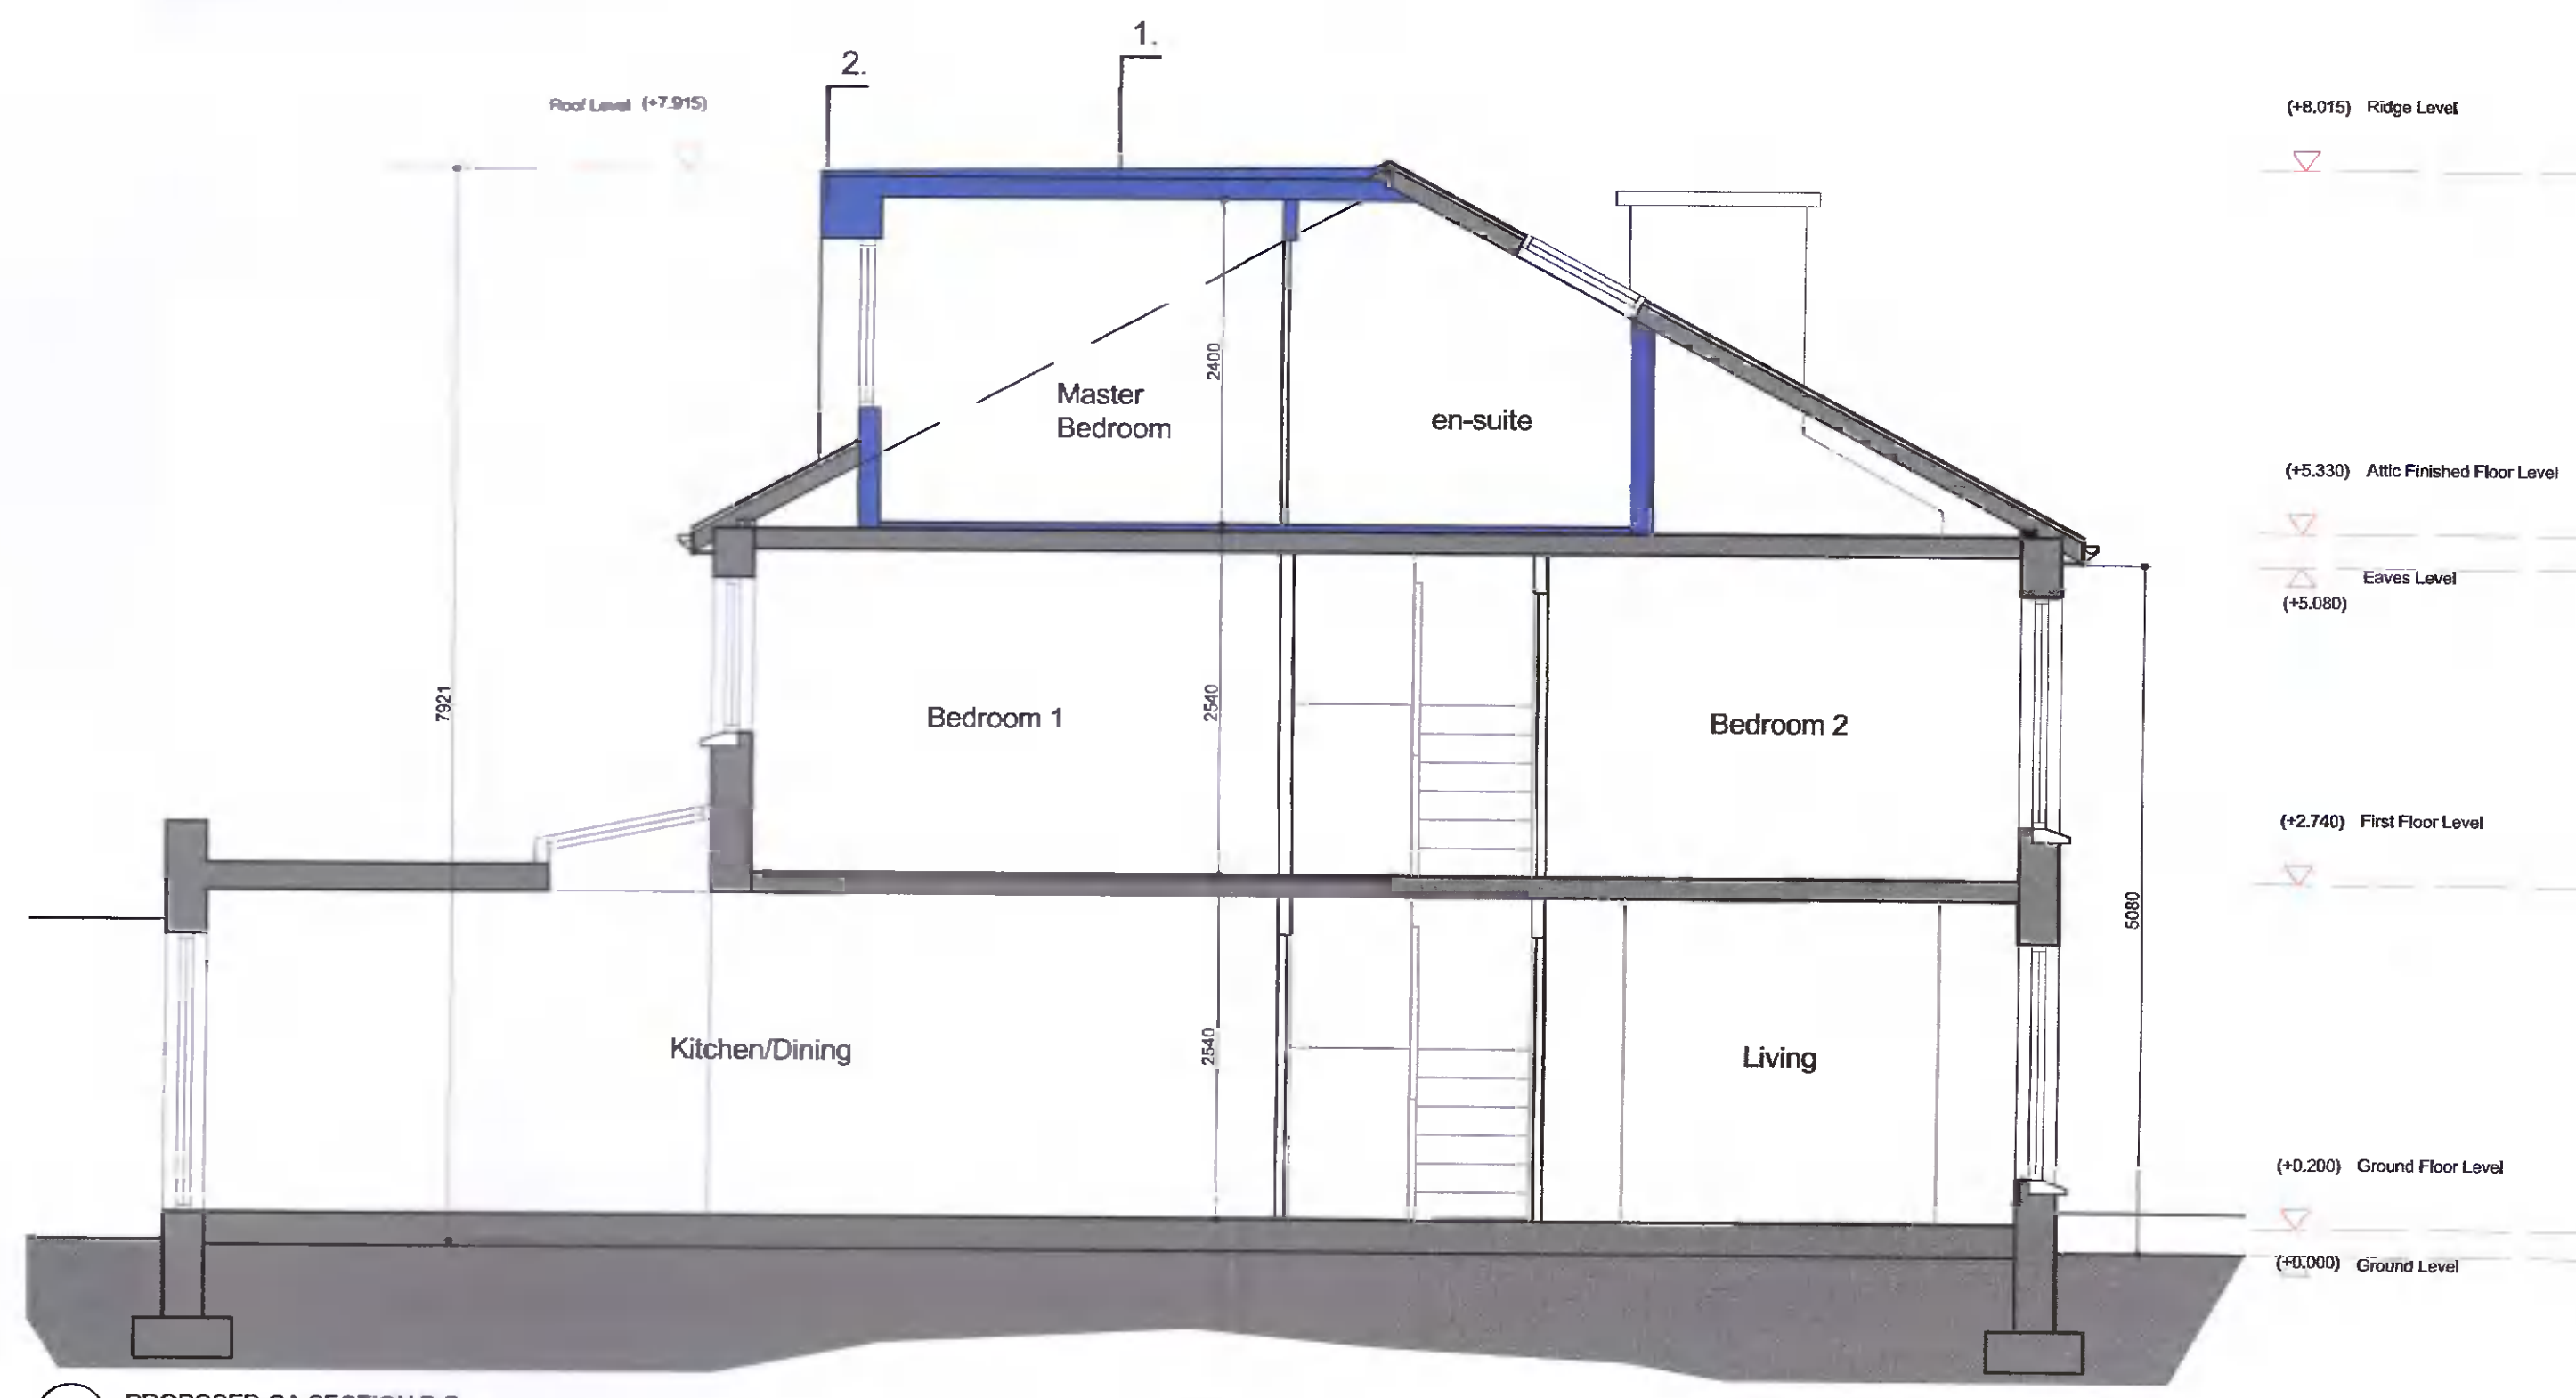 1.
2.
Roof Level (+7.915)
(+8.015) Ridge Level
2400
Master
Bedroom
en-suite
(+5.330) Attic Finished Floor Level
Eaves Level
(+5.080)
7921
2540
Bedroom 1
Bedroom 2
(+2.740) First Floor Level
5080
2540
Kitchen/Dining
Living
(+0.200) Ground Floor Level
(+0.000) Ground Level